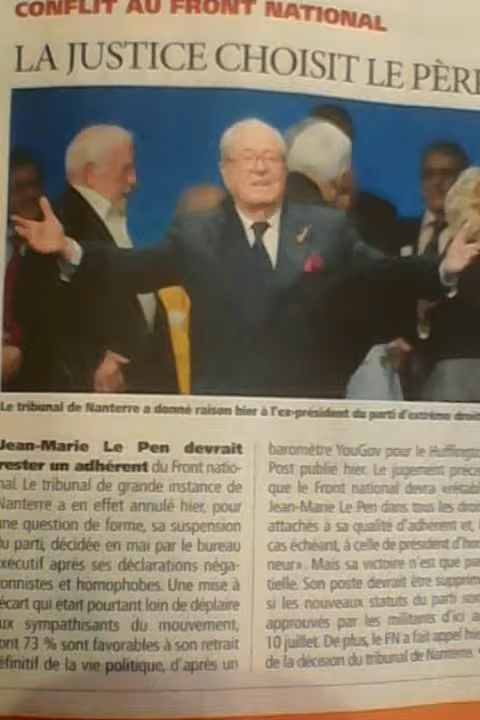 CONFLIT AU FRONT NATIONAL
LA JUSTICE CHOISIT LE PÈRE
Le tribunal de Nanterre a donné raison hier à l'ex-président du parti d'extrême droite
Jean-Marie Le Pen devrait
rester un adhérent du Front natio-
nal. Le tribunal de grande instance de
Nanterre a en effet annulé hier, pour
une question de forme, sa suspension
du parti, décidée en mai par le bureau
exécutif après ses déclarations néga-
tionnistes et homophobes. Une mise à
l'écart qui était pourtant loin de déplaire
aux sympathisants du mouvement,
dont 73 % sont favorables à son retrait
définitif de la vie politique, d'après un
baromètre YouGov pour le Huffington
Post publié hier. Le jugement précise
que le Front national devra «rétablir
Jean-Marie Le Pen dans tous les droits
attachés à sa qualité d'adhérent et,
cas échéant, à celle de président d'hon
neur». Mais sa victoire n'est que par
tielle. Son poste devrait être supprimé
si les nouveaux statuts du parti sont
approuvés par les militants d'ici au
10 juillet. De plus, le FN a fait appel hier
de la décision du tribunal de Nanterre.